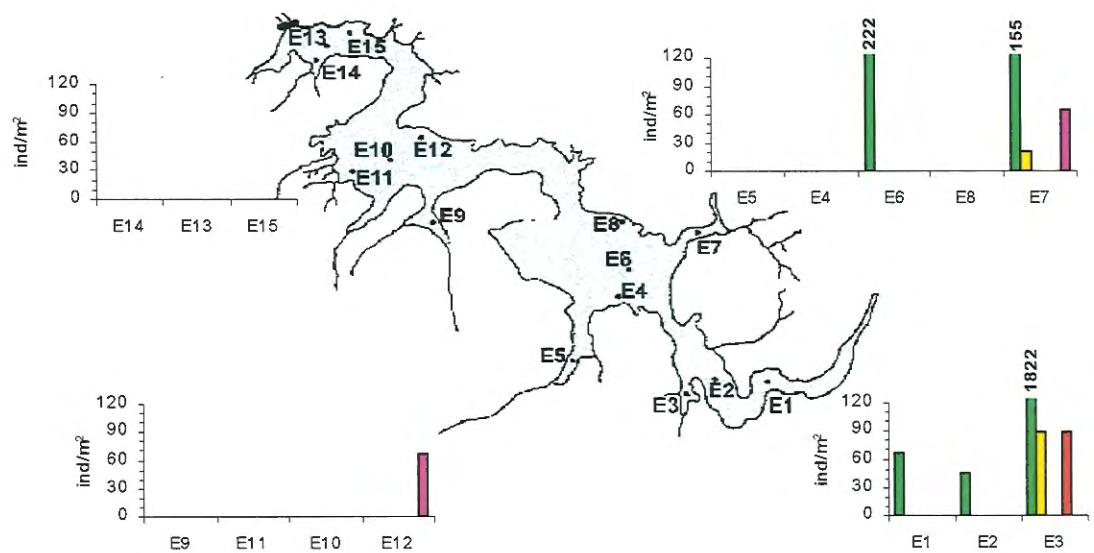 E13 E15
E14
E10 E12
E11
E9
E8
E7
E6
E4
E5
E3 E2 E1
120
90
60
30
0
ind/m²
E14 E13 E15
222
155
120
90
60
30
0
ind/m²
E5 E4 E6 E8 E7
120
90
60
30
0
ind/m²
E9 E11 E10 E12
1822
120
90
60
30
0
ind/m²
E1 E2 E3